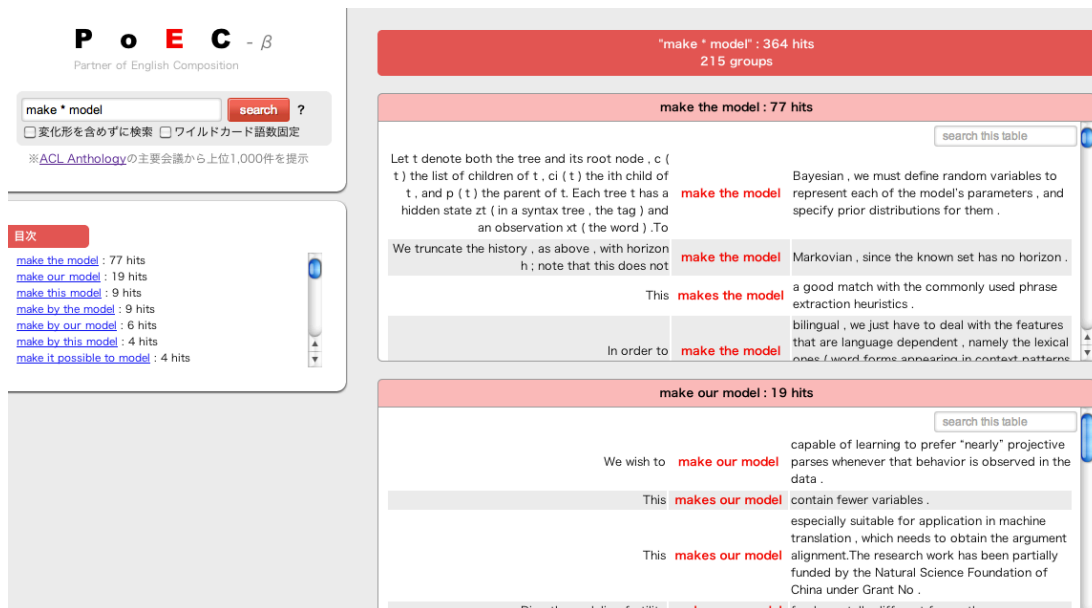 P o E C - β
Partner of English Composition
make * model search ?
変化形を含めずに検索 ワイルドカード語数固定
※ACL Anthologyの主要会議から上位1,000件を提示
目次
make the model : 77 hits
make our model : 19 hits
make this model : 9 hits
make by the model : 9 hits
make by our model : 6 hits
make by this model : 4 hits
make it possible to model : 4 hits
"make * model" : 364 hits
215 groups
make the model : 77 hits
search this table
Let t denote both the tree and its root node , c (
t ) the list of children of t , ci ( t ) the ith child of
t , and p ( t ) the parent of t. Each tree t has a
hidden state zt ( in a syntax tree , the tag ) and
an observation xt ( the word ) .To
make the model
Bayesian , we must define random variables to
represent each of the model's parameters , and
specify prior distributions for them .
We truncate the history , as above , with horizon
h ; note that this does not
make the model
Markovian , since the known set has no horizon .
This
makes the model
a good match with the commonly used phrase
extraction heuristics .
In order to
make the model
bilingual , we just have to deal with the features
that are language dependent , namely the lexical
ones ( word forms appearing in context patterns
make our model : 19 hits
search this table
We wish to
make our model
capable of learning to prefer “nearly” projective
parses whenever that behavior is observed in the
data .
This
makes our model
contain fewer variables .
This
makes our model
especially suitable for application in machine
translation , which needs to obtain the argument
alignment.The research work has been partially
funded by the Natural Science Foundation of
China under Grant No .